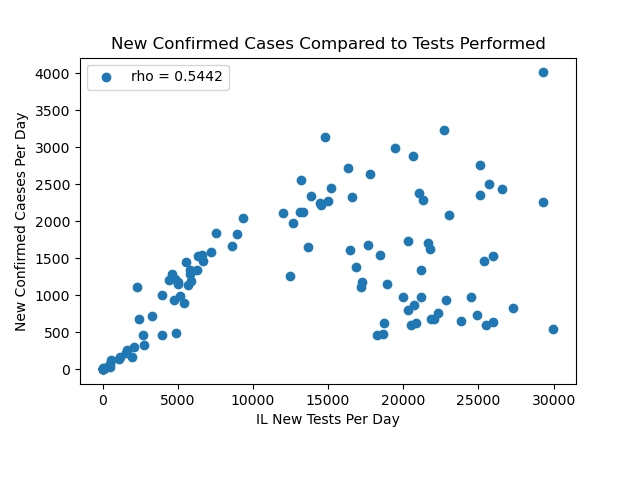 New Confirmed Cases Compared to Tests Performed
rho = 0.5442
New Confirmed Caeses Per Day
4000
3500
3000
2500
2000
1500
1000
500
0
0 5000 10000 15000 20000 25000 30000
IL New Tests Per Day